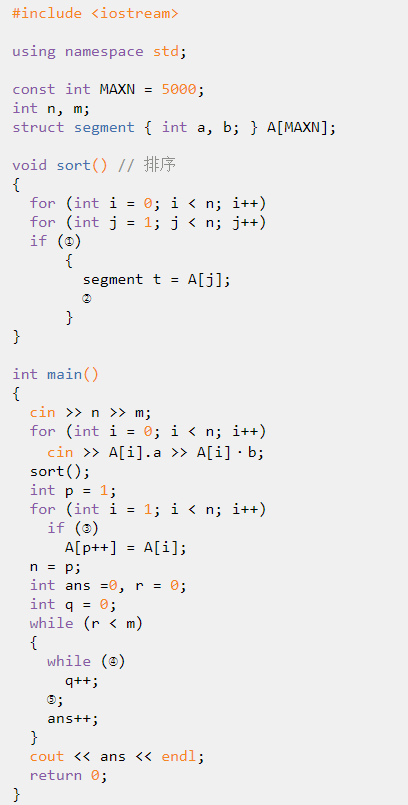 #include <iostream>
using namespace std;
const int MAXN = 5000;
int n, m;
struct segment { int a, b; } A[MAXN];
void sort() // 排序
{
for (int i = 0; i < n; i++)
for (int j = 1; j < n; j++)
if (①)
{
segment t = A[j];
②
}
}
int main()
{
cin >> n >> m;
for (int i = 0; i < n; i++)
cin >> A[i].a >> A[i]・b;
sort();
int p = 1;
for (int i = 1; i < n; i++)
if (③)
A[p++] = A[i];
n = p;
int ans =0, r = 0;
int q = 0;
while (r < m)
{
while (④)
q++;
⑤;
ans++;
}
cout << ans << endl;
return 0;
}